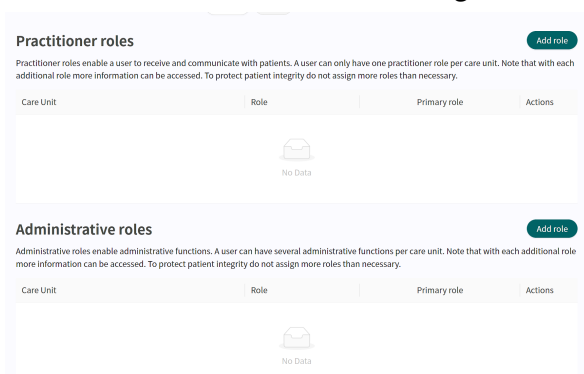 Practitioner roles
Add role
Practitioner roles enable a user to receive and communicate with patients. A user can only have one practitioner role per care unit. Note that with each
additional role more information can be accessed. To protect patient integrity do not assign more roles than necessary.
Care Unit Role Primary role Actions
No Data
Administrative roles
Add role
Administrative roles enable administrative functions. A user can have several administrative functions per care unit. Note that with each additional role
more information can be accessed. To protect patient integrity do not assign more roles than necessary.
Care Unit Role Primary role Actions
No Data